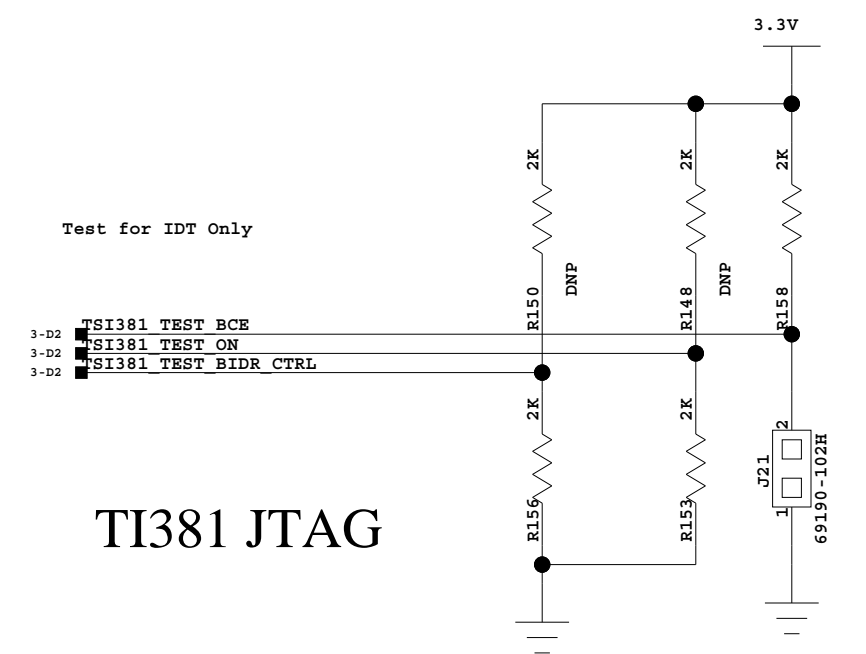 3.3V
2K
2K
2K
Test for IDT Only
DNP
DNP
R150
R148
R158
3-D2 TSI381_TEST_BCE
3-D2 TSI381_TEST_ON
3-D2 TSI381_TEST_BIDR_CTRL
2K
2K
2
J21
69190-102H
R156
R153
1
TI381 JTAG